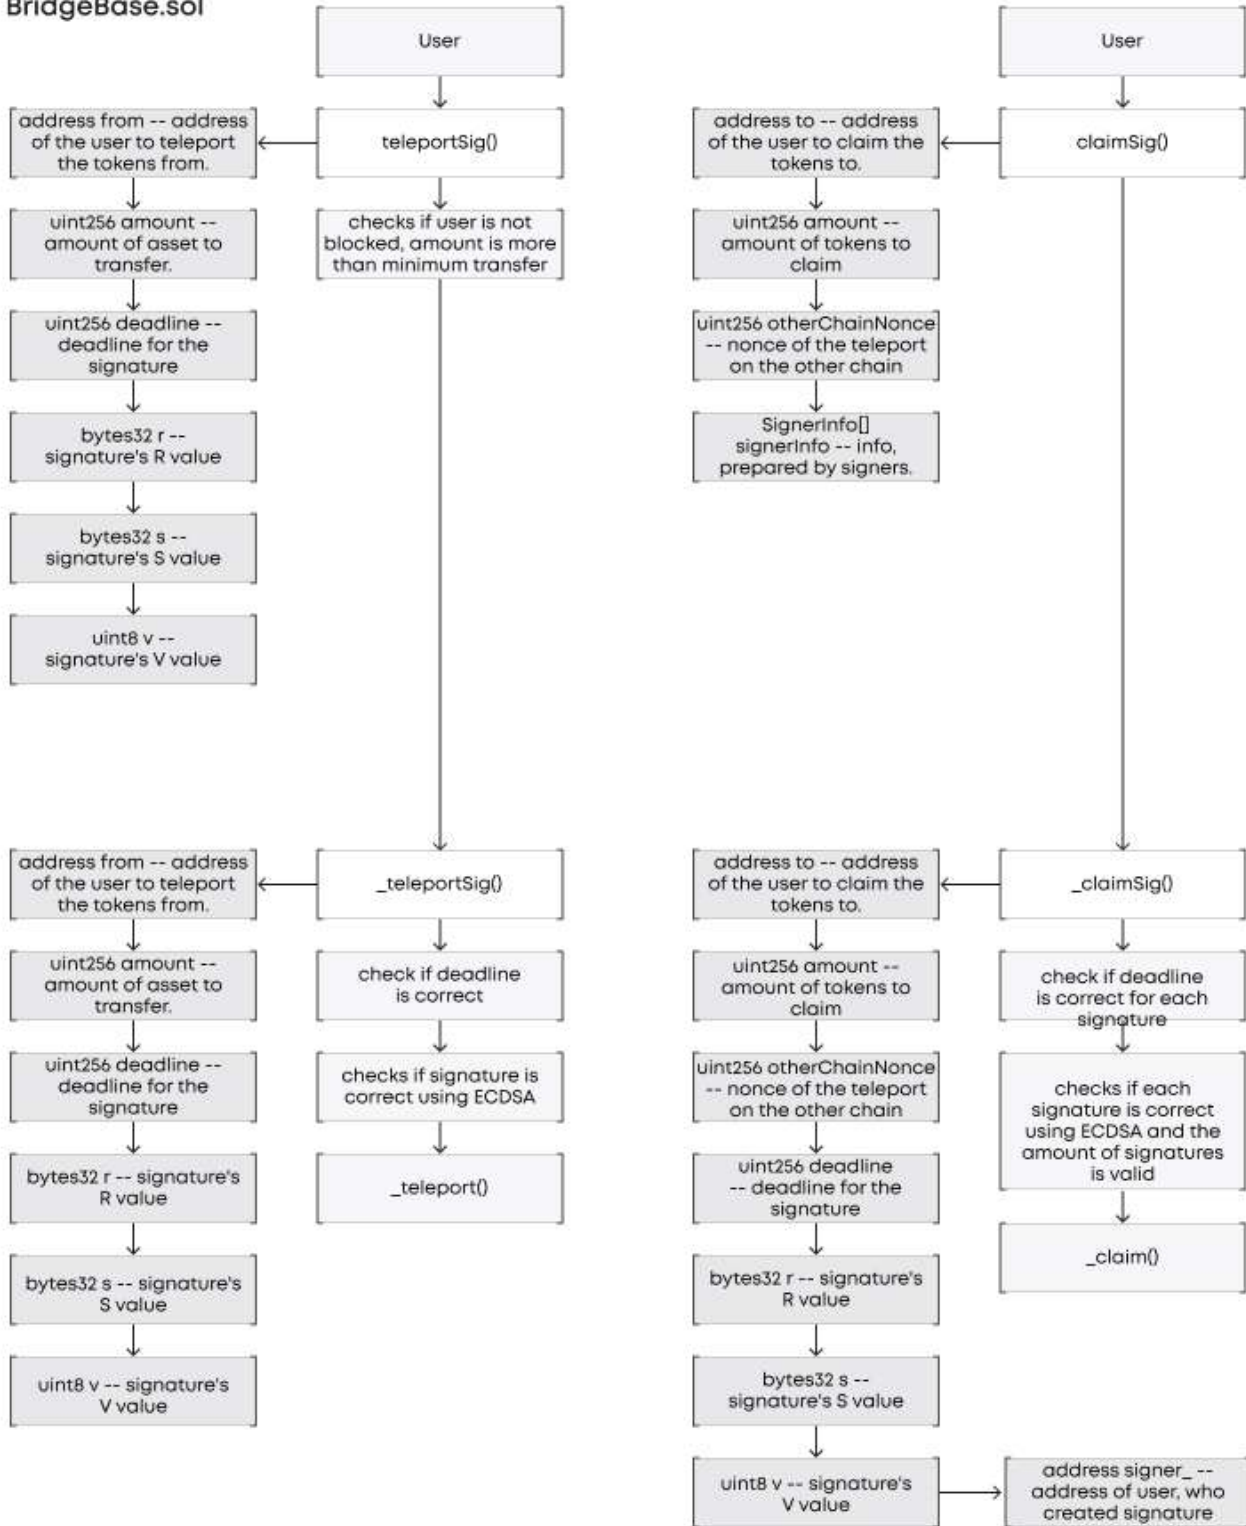 BridgeBase.sol
User
teleportSig()
address from -- address
of the user to teleport
the tokens from.
uint256 amount --
amount of asset to
transfer.
uint256 deadline --
deadline for the
signature
bytes32 r --
signature's R value
bytes32 s --
signature's S value
uint8 v --
signature's V value
checks if user is not
blocked, amount is more
than minimum transfer
_teleportSig()
address from -- address
of the user to teleport
the tokens from.
uint256 amount --
amount of asset to
transfer.
uint256 deadline --
deadline for the
signature
bytes32 r -- signature's
R value
bytes32 s -- signature's
S value
uint8 v -- signature's
V value
check if deadline
is correct
checks if signature is
correct using ECDSA
_teleport()
User
claimSig()
address to -- address
of the user to claim the
tokens to.
uint256 amount --
amount of tokens to
claim
uint256 otherChainNonce
-- nonce of the teleport
on the other chain
SignerInfo[]
signerInfo -- info,
prepared by signers.
_claimSig()
address to -- address
of the user to claim the
tokens to.
uint256 amount --
amount of tokens to
claim
uint256 otherChainNonce
-- nonce of the teleport
on the other chain
uint256 deadline
-- deadline for the
signature
bytes32 r -- signature's
R value
bytes32 s --
signature's S value
uint8 v -- signature's
V value
address signer_ --
address of user, who
created signature
check if deadline
is correct for each
signature
checks if each
signature is correct
using ECDSA and the
amount of signatures
is valid
_claim()